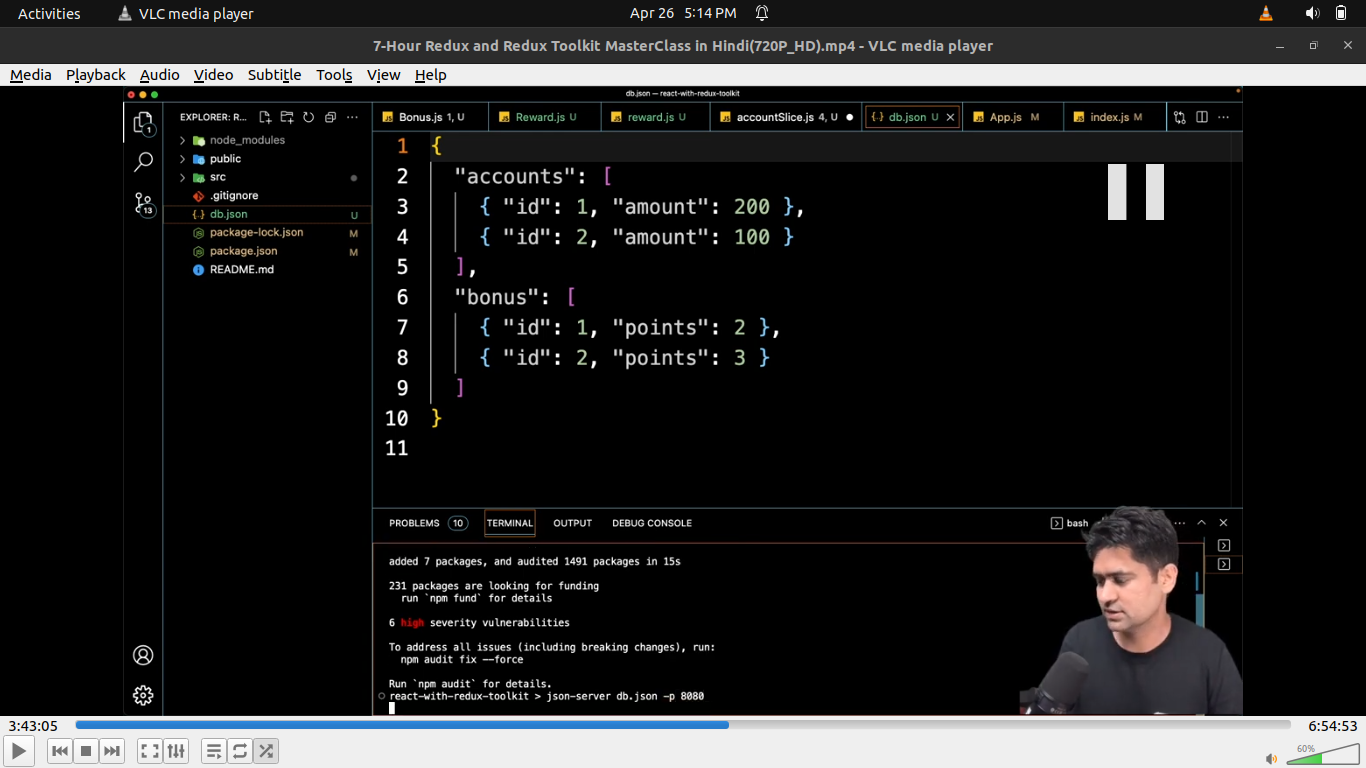 Activities VLC media player Apr 26 5:14 PM
7-Hour Redux and Redux Toolkit MasterClass in Hindi(720P_HD).mp4 - VLC media player
Media Playback Audio Video Subtitle Tools View Help
db.json — react-with-redux-toolkit
EXPLORER: R... Bonus.js 1, U Reward.js U reward.js U accountSlice.js 4, U db.json U App.js M index.js M
1
node_modules
public
src
.gitignore
db.json U
package-lock.json M
package.json M
README.md
13
1 {
2 "accounts": [
3 { "id": 1, "amount": 200 },
4 { "id": 2, "amount": 100 }
5 ],
6 "bonus": [
7 { "id": 1, "points": 2 },
8 { "id": 2, "points": 3 }
9 ]
10 }
11
PROBLEMS 10 TERMINAL OUTPUT DEBUG CONSOLE bash
added 7 packages, and audited 1491 packages in 15s
231 packages are looking for funding
run `npm fund` for details
6 high severity vulnerabilities
To address all issues (including breaking changes), run:
npm audit fix --force
Run `npm audit` for details.
react-with-redux-toolkit > json-server db.json -p 8080
3:43:05 6:54:53
60%